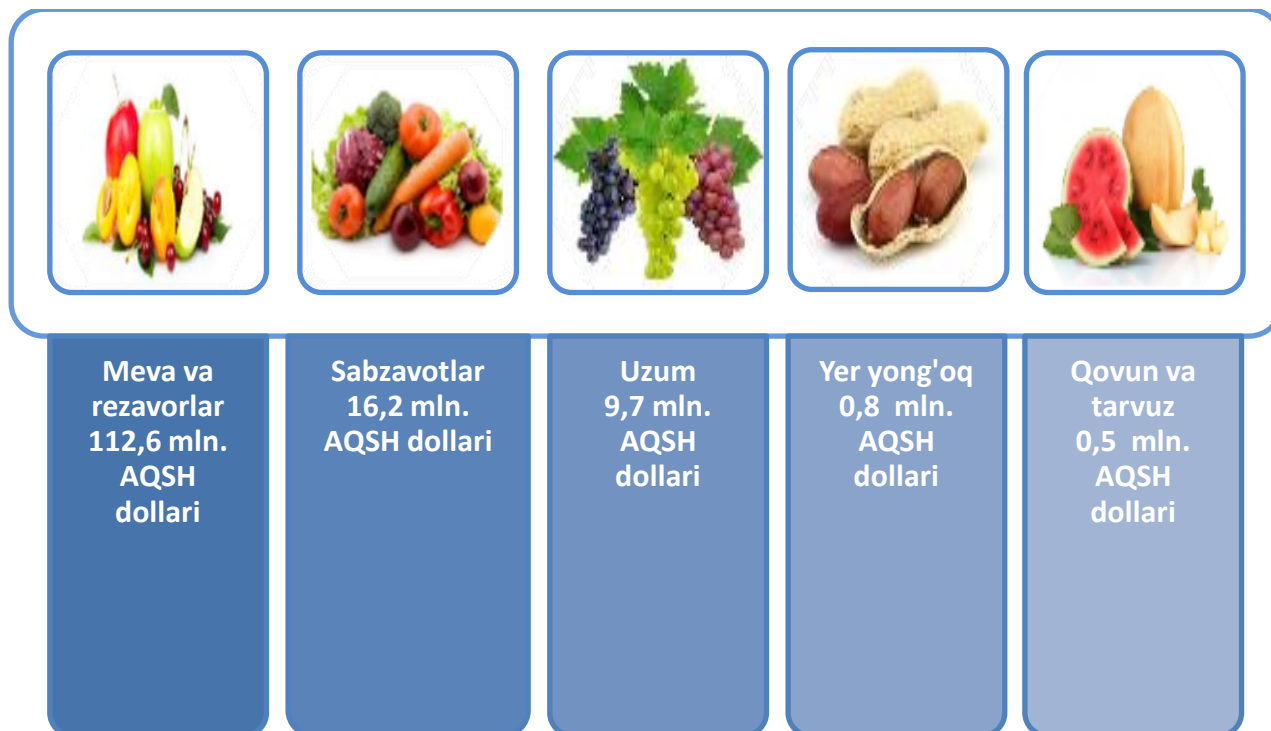 Meva va
rezavorlar
112,6 mln.
AQSH
dollari
Sabzavotlar
16,2 mln.
AQSH dollari
Uzum
9,7 mln.
AQSH
dollari
Yer yong'oq
0,8 mln.
AQSH
dollari
Qovun va
tarvuz
0,5 mln.
AQSH
dollari